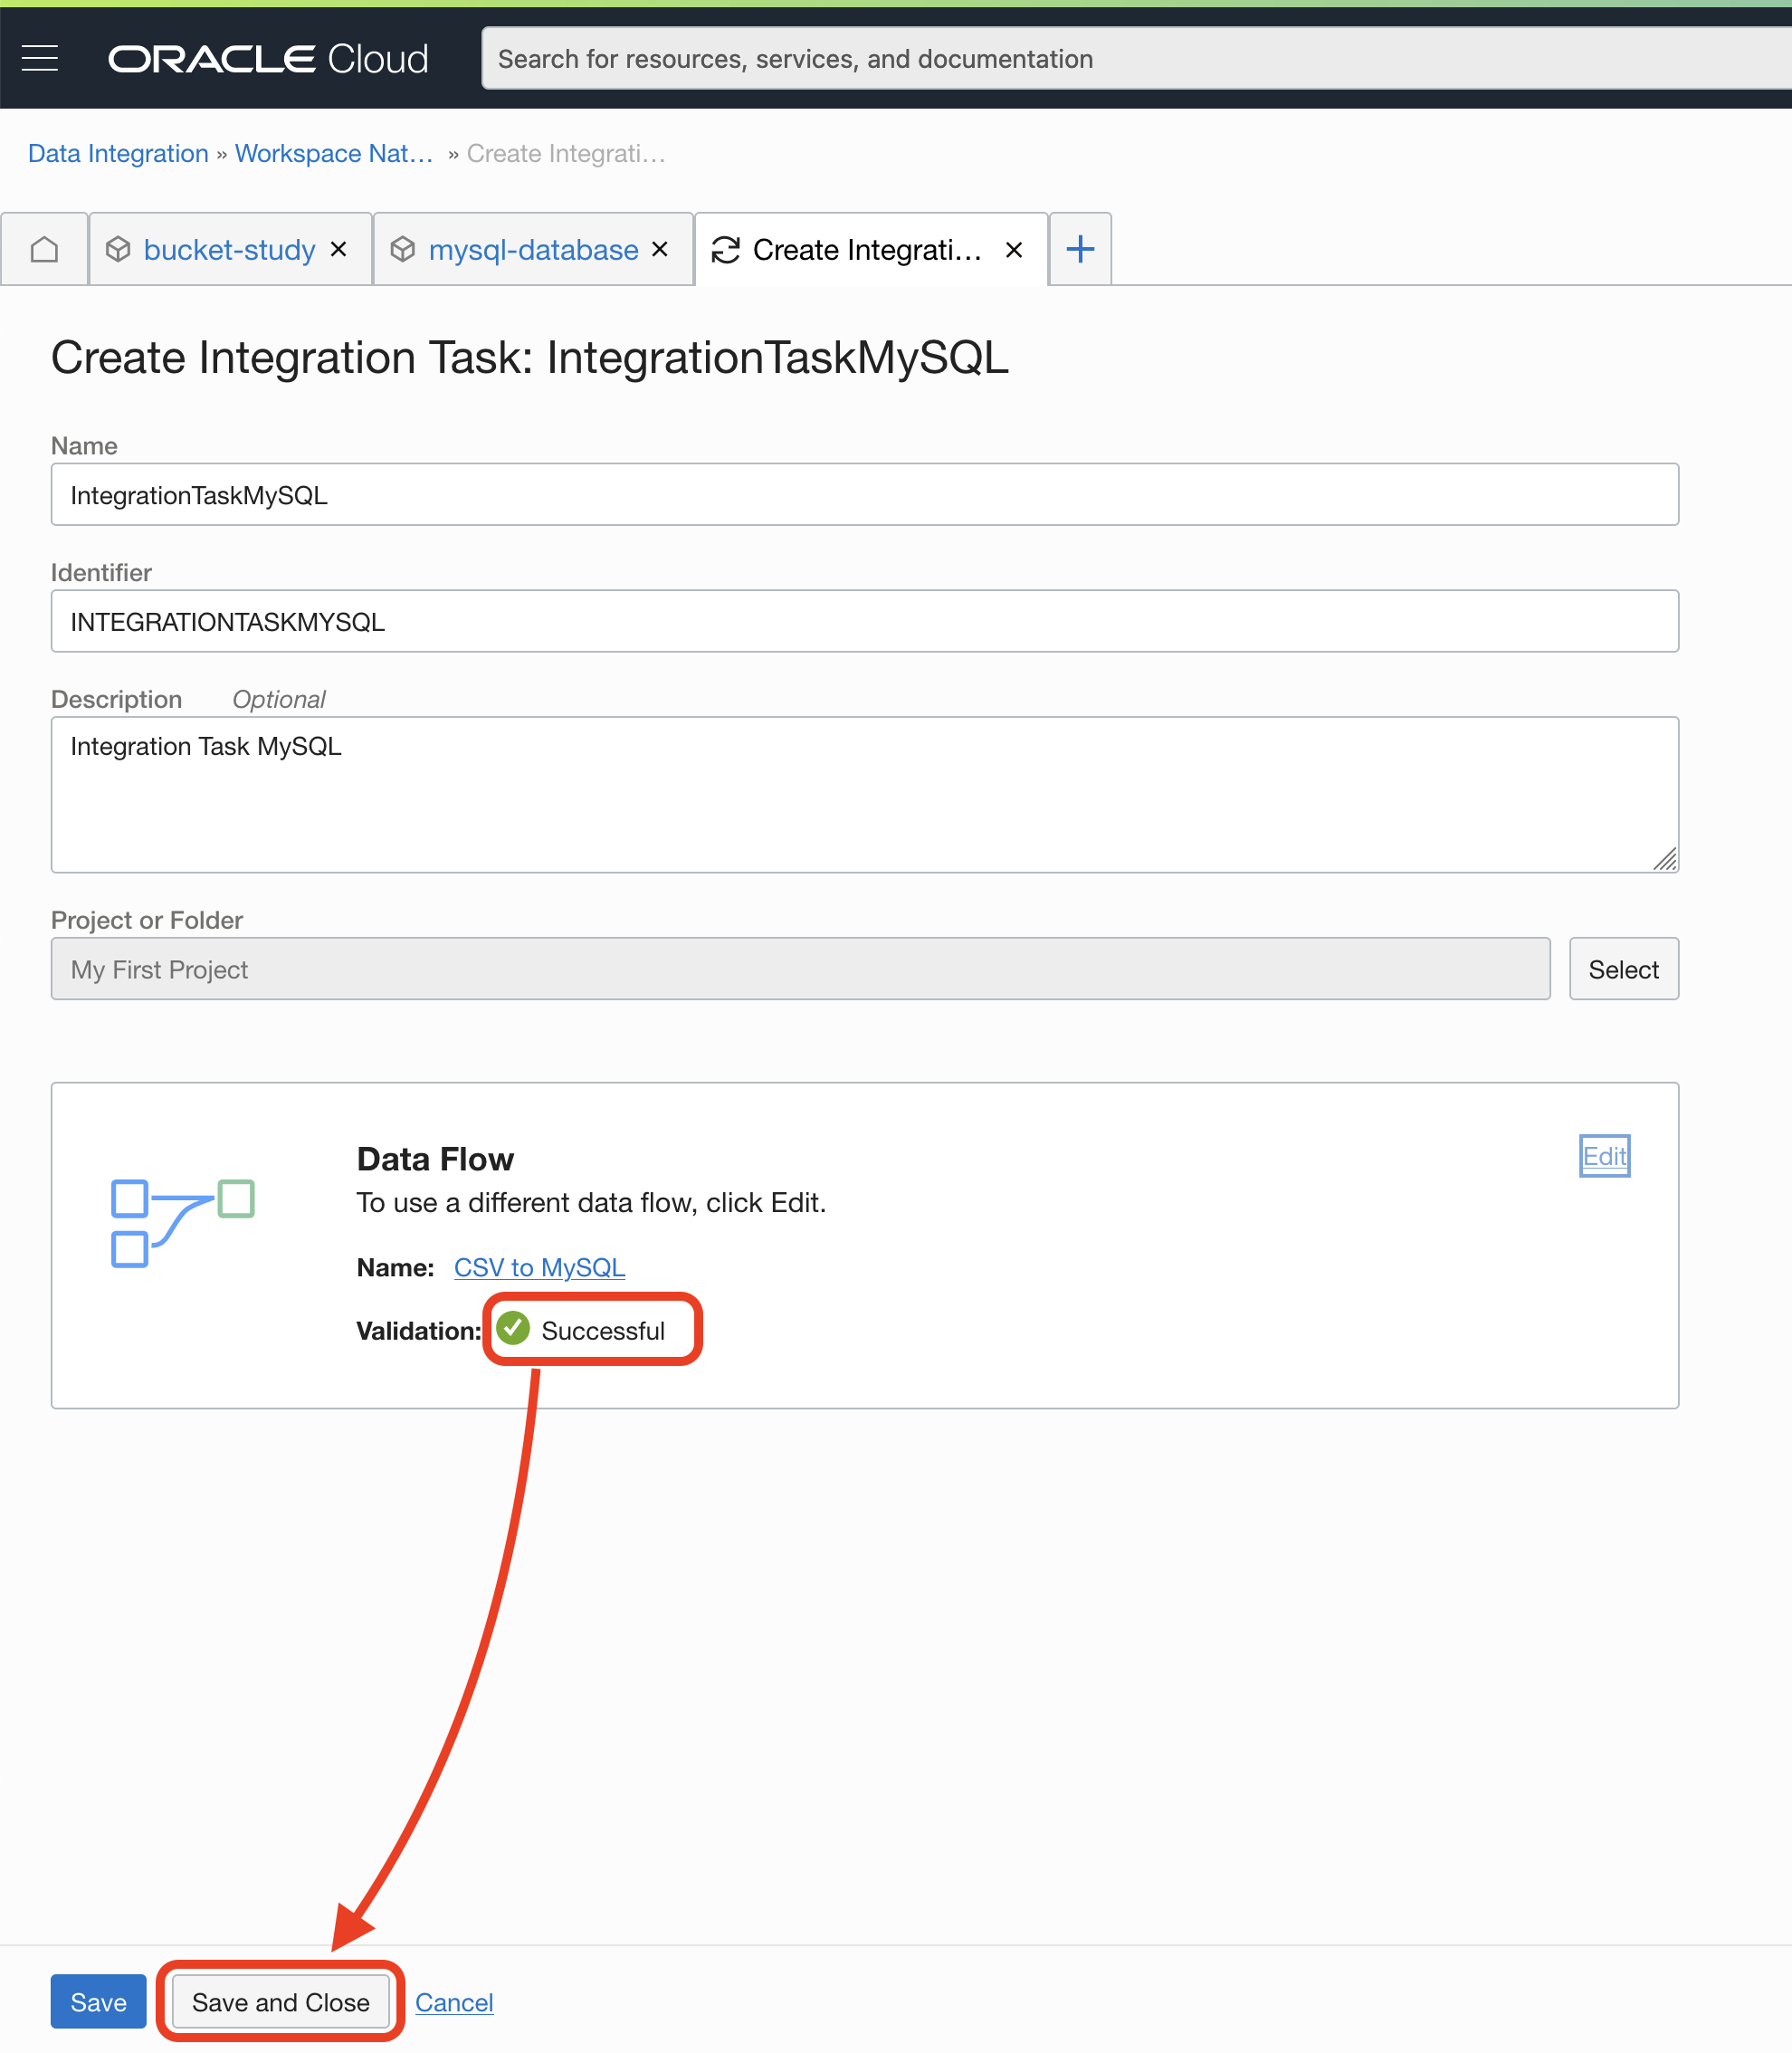 ORACLE Cloud
Search for resources, services, and documentation
Data Integration » Workspace Nat… » Create Integrati…
bucket-study
mysql-database
Create Integrati…
Create Integration Task: IntegrationTaskMySQL
Name
IntegrationTaskMySQL
Identifier
INTEGRATIONTASKMYSQL
Description Optional
Integration Task MySQL
Project or Folder
My First Project
Select
Data Flow
Edit
To use a different data flow, click Edit.
Name: CSV to MySQL
Validation: Successful
Save
Save and Close
Cancel